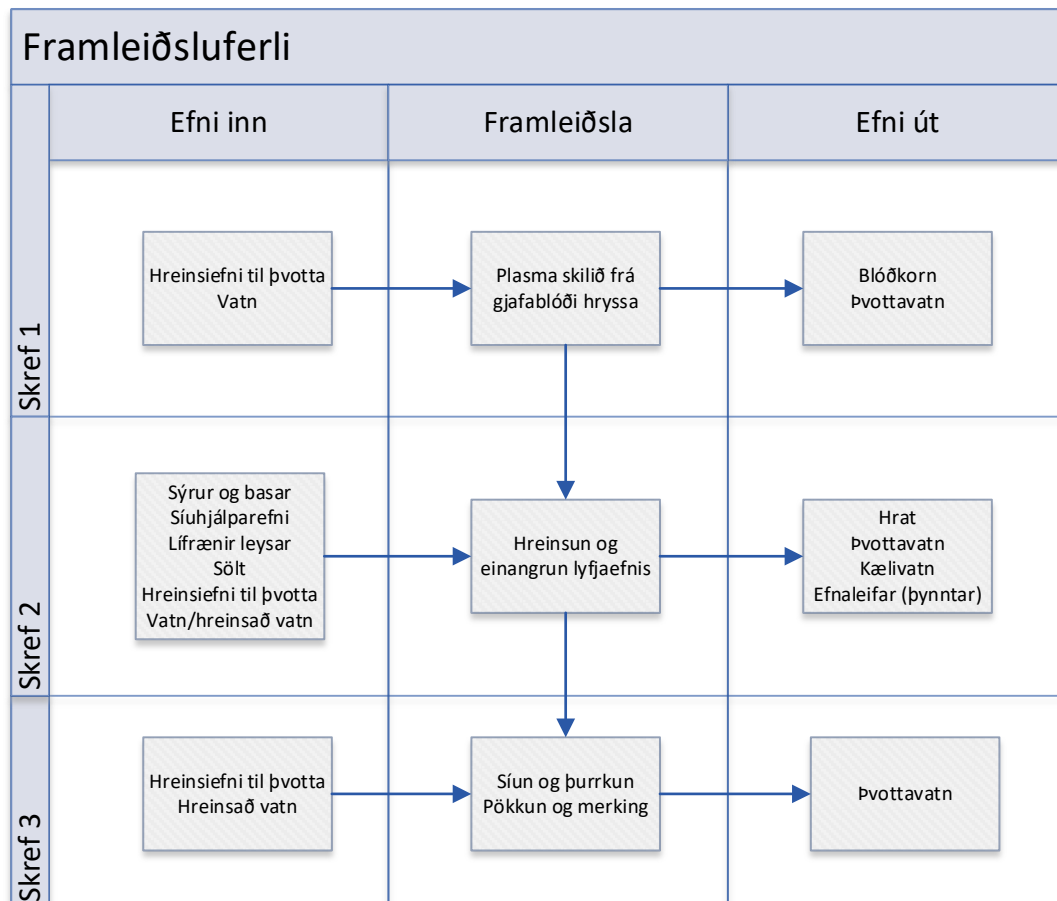 Framleiðsluferli
Efni inn
Framleiðsla
Efni út
Skref 1
Hreinsiefni til þvotta
Vatn
Plasma skilið frá
gjafablóði hryssa
Blóðkorn
Þvottavatn
Skref 2
Sýrur og basar
Síuhjálparefni
Lífrænir leysar
Sölt
Hreinsiefni til þvotta
Vatn/hreinsað vatn
Hreinsun og
einangrun lyfjaefnis
Hrat
Þvottavatn
Kælivatn
Efnaleifar (þynntar)
Skref 3
Hreinsiefni til þvotta
Hreinsað vatn
Síun og þurrkun
Pökkun og merking
Þvottavatn